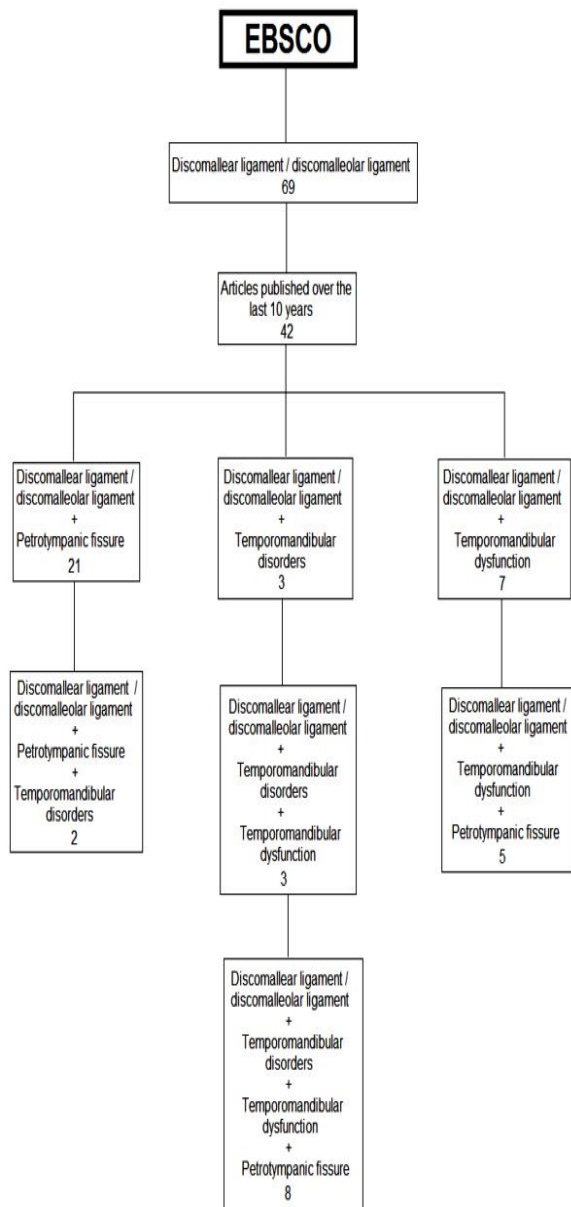 EBSCO
Discomallear ligament / discomalleolar ligament
69
Articles published over the
last 10 years
42
Discomallear ligament /
discomalleolar ligament
+
Petrotympanic fissure
21
Discomallear ligament /
discomalleolar ligament
+
Temporomandibular
disorders
3
Discomallear ligament /
discomalleolar ligament
+
Temporomandibular
dysfunction
7
Discomallear ligament /
discomalleolar ligament
+
Petrotympanic fissure
+
Temporomandibular
disorders
2
Discomallear ligament /
discomalleolar ligament
+
Temporomandibular
disorders
+
Temporomandibular
dysfunction
3
Discomallear ligament /
discomalleolar ligament
+
Temporomandibular
dysfunction
+
Petrotympanic fissure
5
Discomallear ligament /
discomalleolar ligament
+
Temporomandibular
disorders
+
Temporomandibular
dysfunction
+
Petrotympanic fissure
8